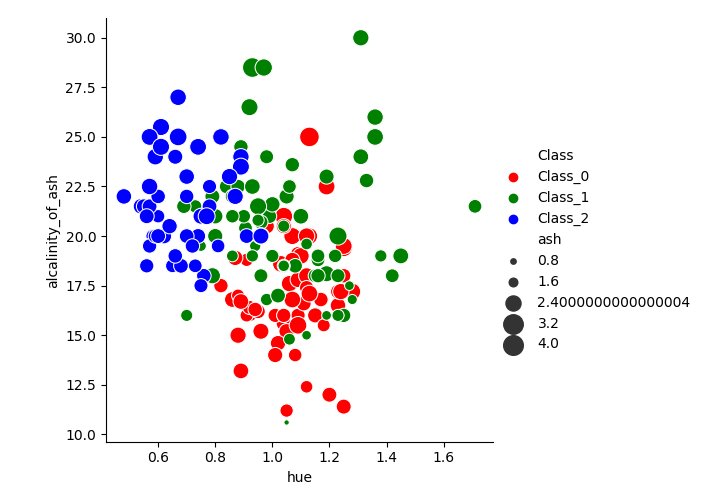 30.0
27.5
25.0
22.5
20.0
17.5
15.0
12.5
10.0
alcalinity_of_ash
0.6 0.8 1.0 1.2 1.4 1.6
hue
Class
Class_0
Class_1
Class_2
ash
0.8
1.6
2.4000000000000004
3.2
4.0